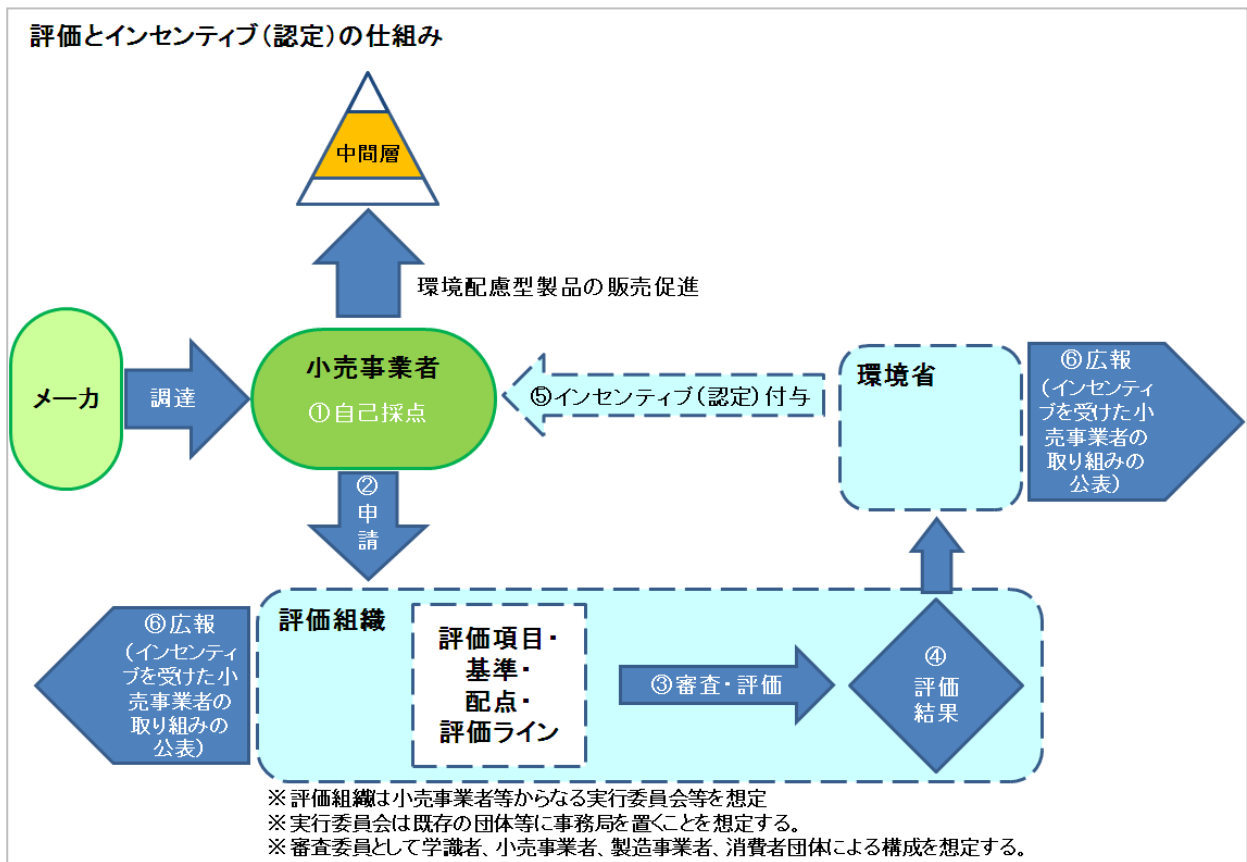 評価とインセンティブ（認定）の仕組み
中間層
環境配慮型製品の販売促進
メーカ
調達
小売事業者
①自己採点
⑤インセンティブ（認定）付与
環境省
⑥広報
（インセンティ
ブを受けた小
売事業者の
取り組みの
公表）
②
申
請
⑥広報
（インセンティ
ブを受けた小
売事業者の
取り組みの
公表）
評価組織
評価項目・
基準・
配点・
評価ライン
③審査・評価
④
評価
結果
※評価組織は小売事業者等からなる実行委員会等を想定
※実行委員会は既存の団体等に事務局を置くことを想定する。
※審査委員として学識者、小売事業者、製造事業者、消費者団体による構成を想定する。